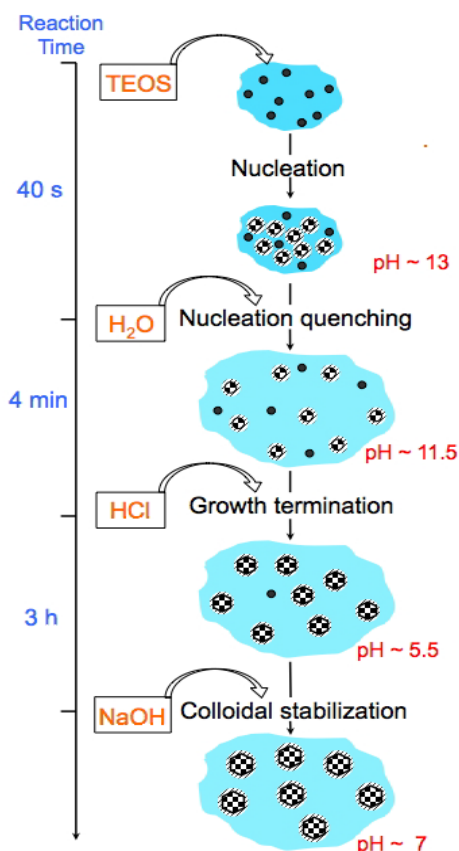 Reaction
Time
TEOS
Nucleation
40 s
pH ~ 13
H₂O
Nucleation quenching
4 min
pH ~ 11.5
HCl
Growth termination
3 h
pH ~ 5.5
NaOH
Colloidal stabilization
pH ~ 7